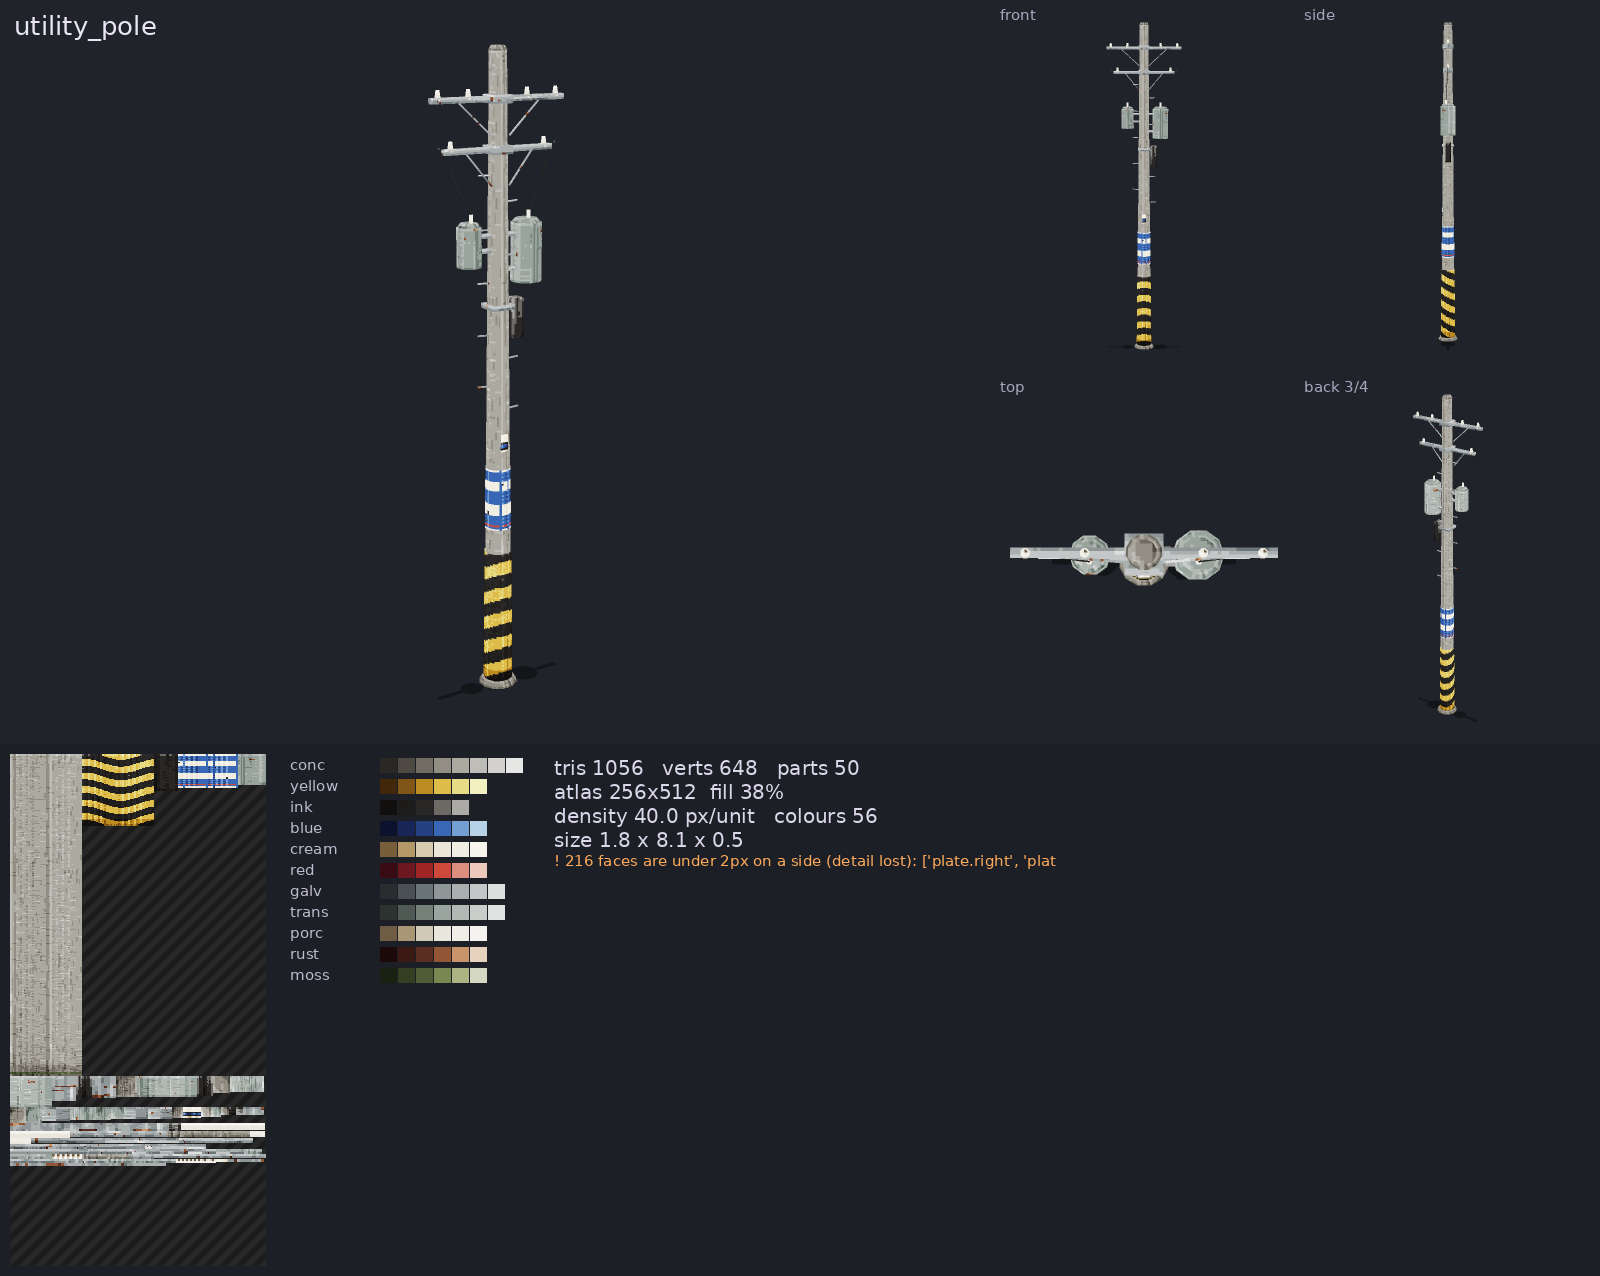 utility_pole
front
side
top
back 3/4
conc
yellow
ink
blue
cream
red
galv
trans
porc
rust
moss
tris 1056   verts 648   parts 50
atlas 256x512  fill 38%
density 40.0 px/unit   colours 56
size 1.8 x 8.1 x 0.5
! 216 faces are under 2px on a side (detail lost): ['plate.right', 'plat